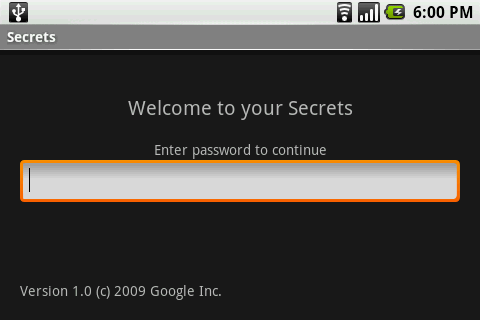 6:00 PM
Secrets
Welcome to your Secrets
Enter password to continue
Version 1.0 (c) 2009 Google Inc.